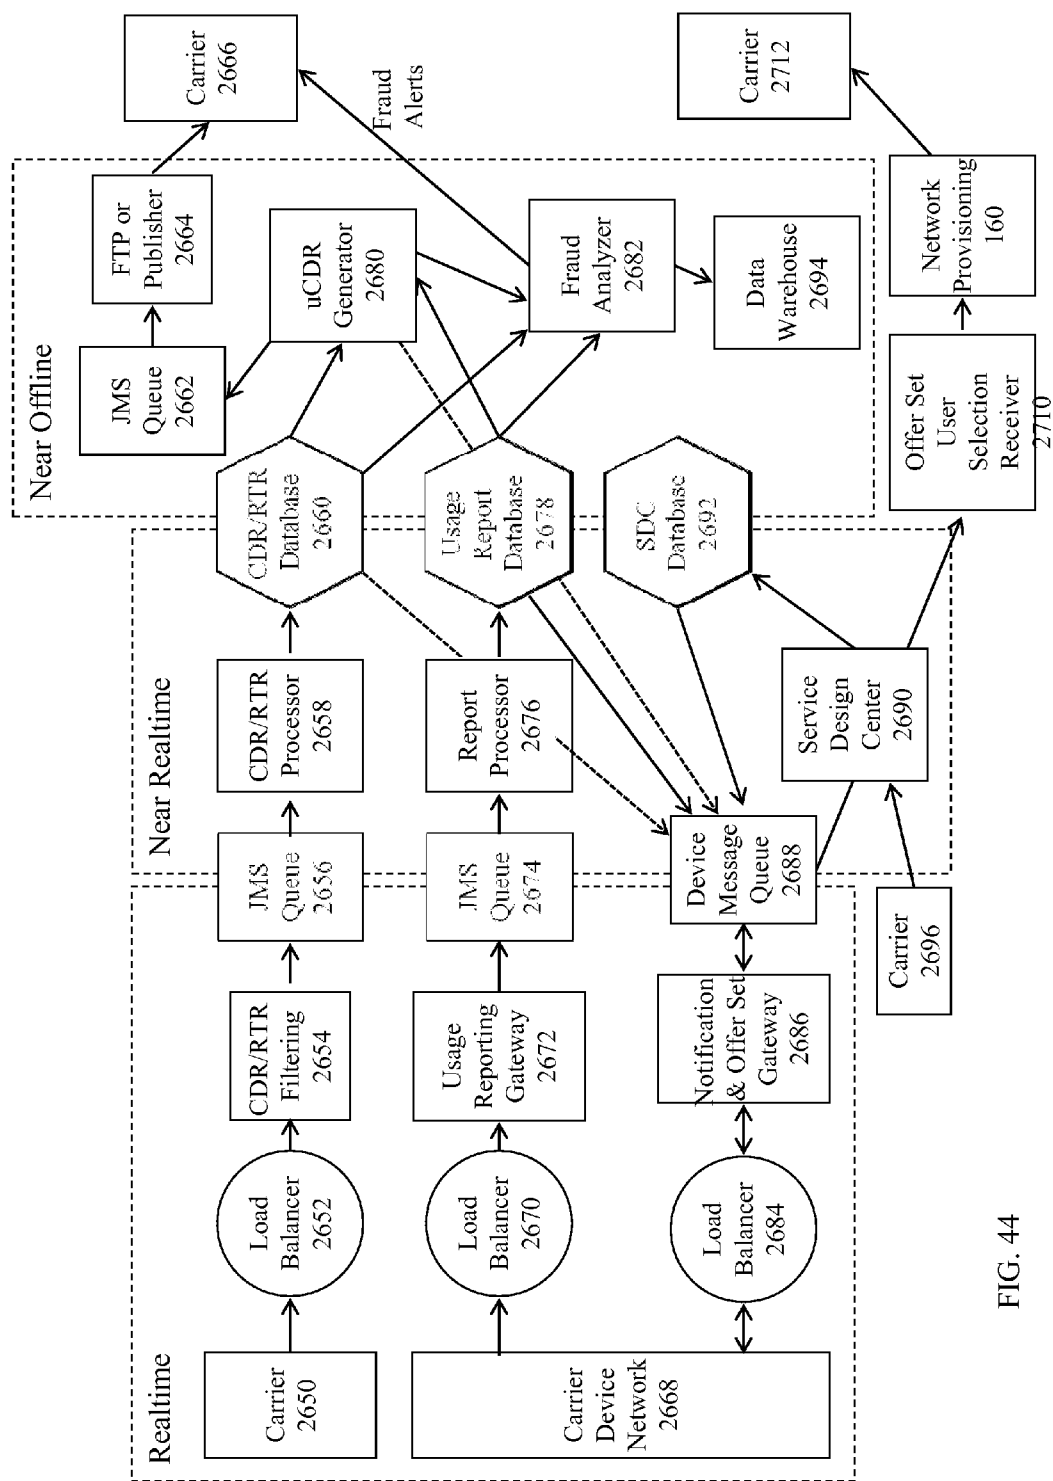 Realtime
Near Realtime
Near Offline
Carrier
2650
Load
Balancer
2652
CDR/RTR
Filtering
2654
JMS
Queue
2656
CDR/RTR
Processor
2658
CDR/RTR
Database
2660
JMS
Queue
2662
FTP or
Publisher
2664
Carrier
2666
Carrier
Device
Network
2668
Load
Balancer
2670
Usage
Reporting
Gateway
2672
JMS
Queue
2674
Report
Processor
2676
Usage
Report
Database
2678
uCDR
Generator
2680
Fraud
Alerts
Fraud
Analyzer
2682
Load
Balancer
2684
Notification
& Offer Set
Gateway
2686
Device
Message
Queue
2688
Service
Design
Center
2690
SDC
Database
2692
Data
Warehouse
2694
Carrier
2696
Offer Set
User
Selection
Receiver
2710
Network
Provisioning
160
Carrier
2712
FIG. 44